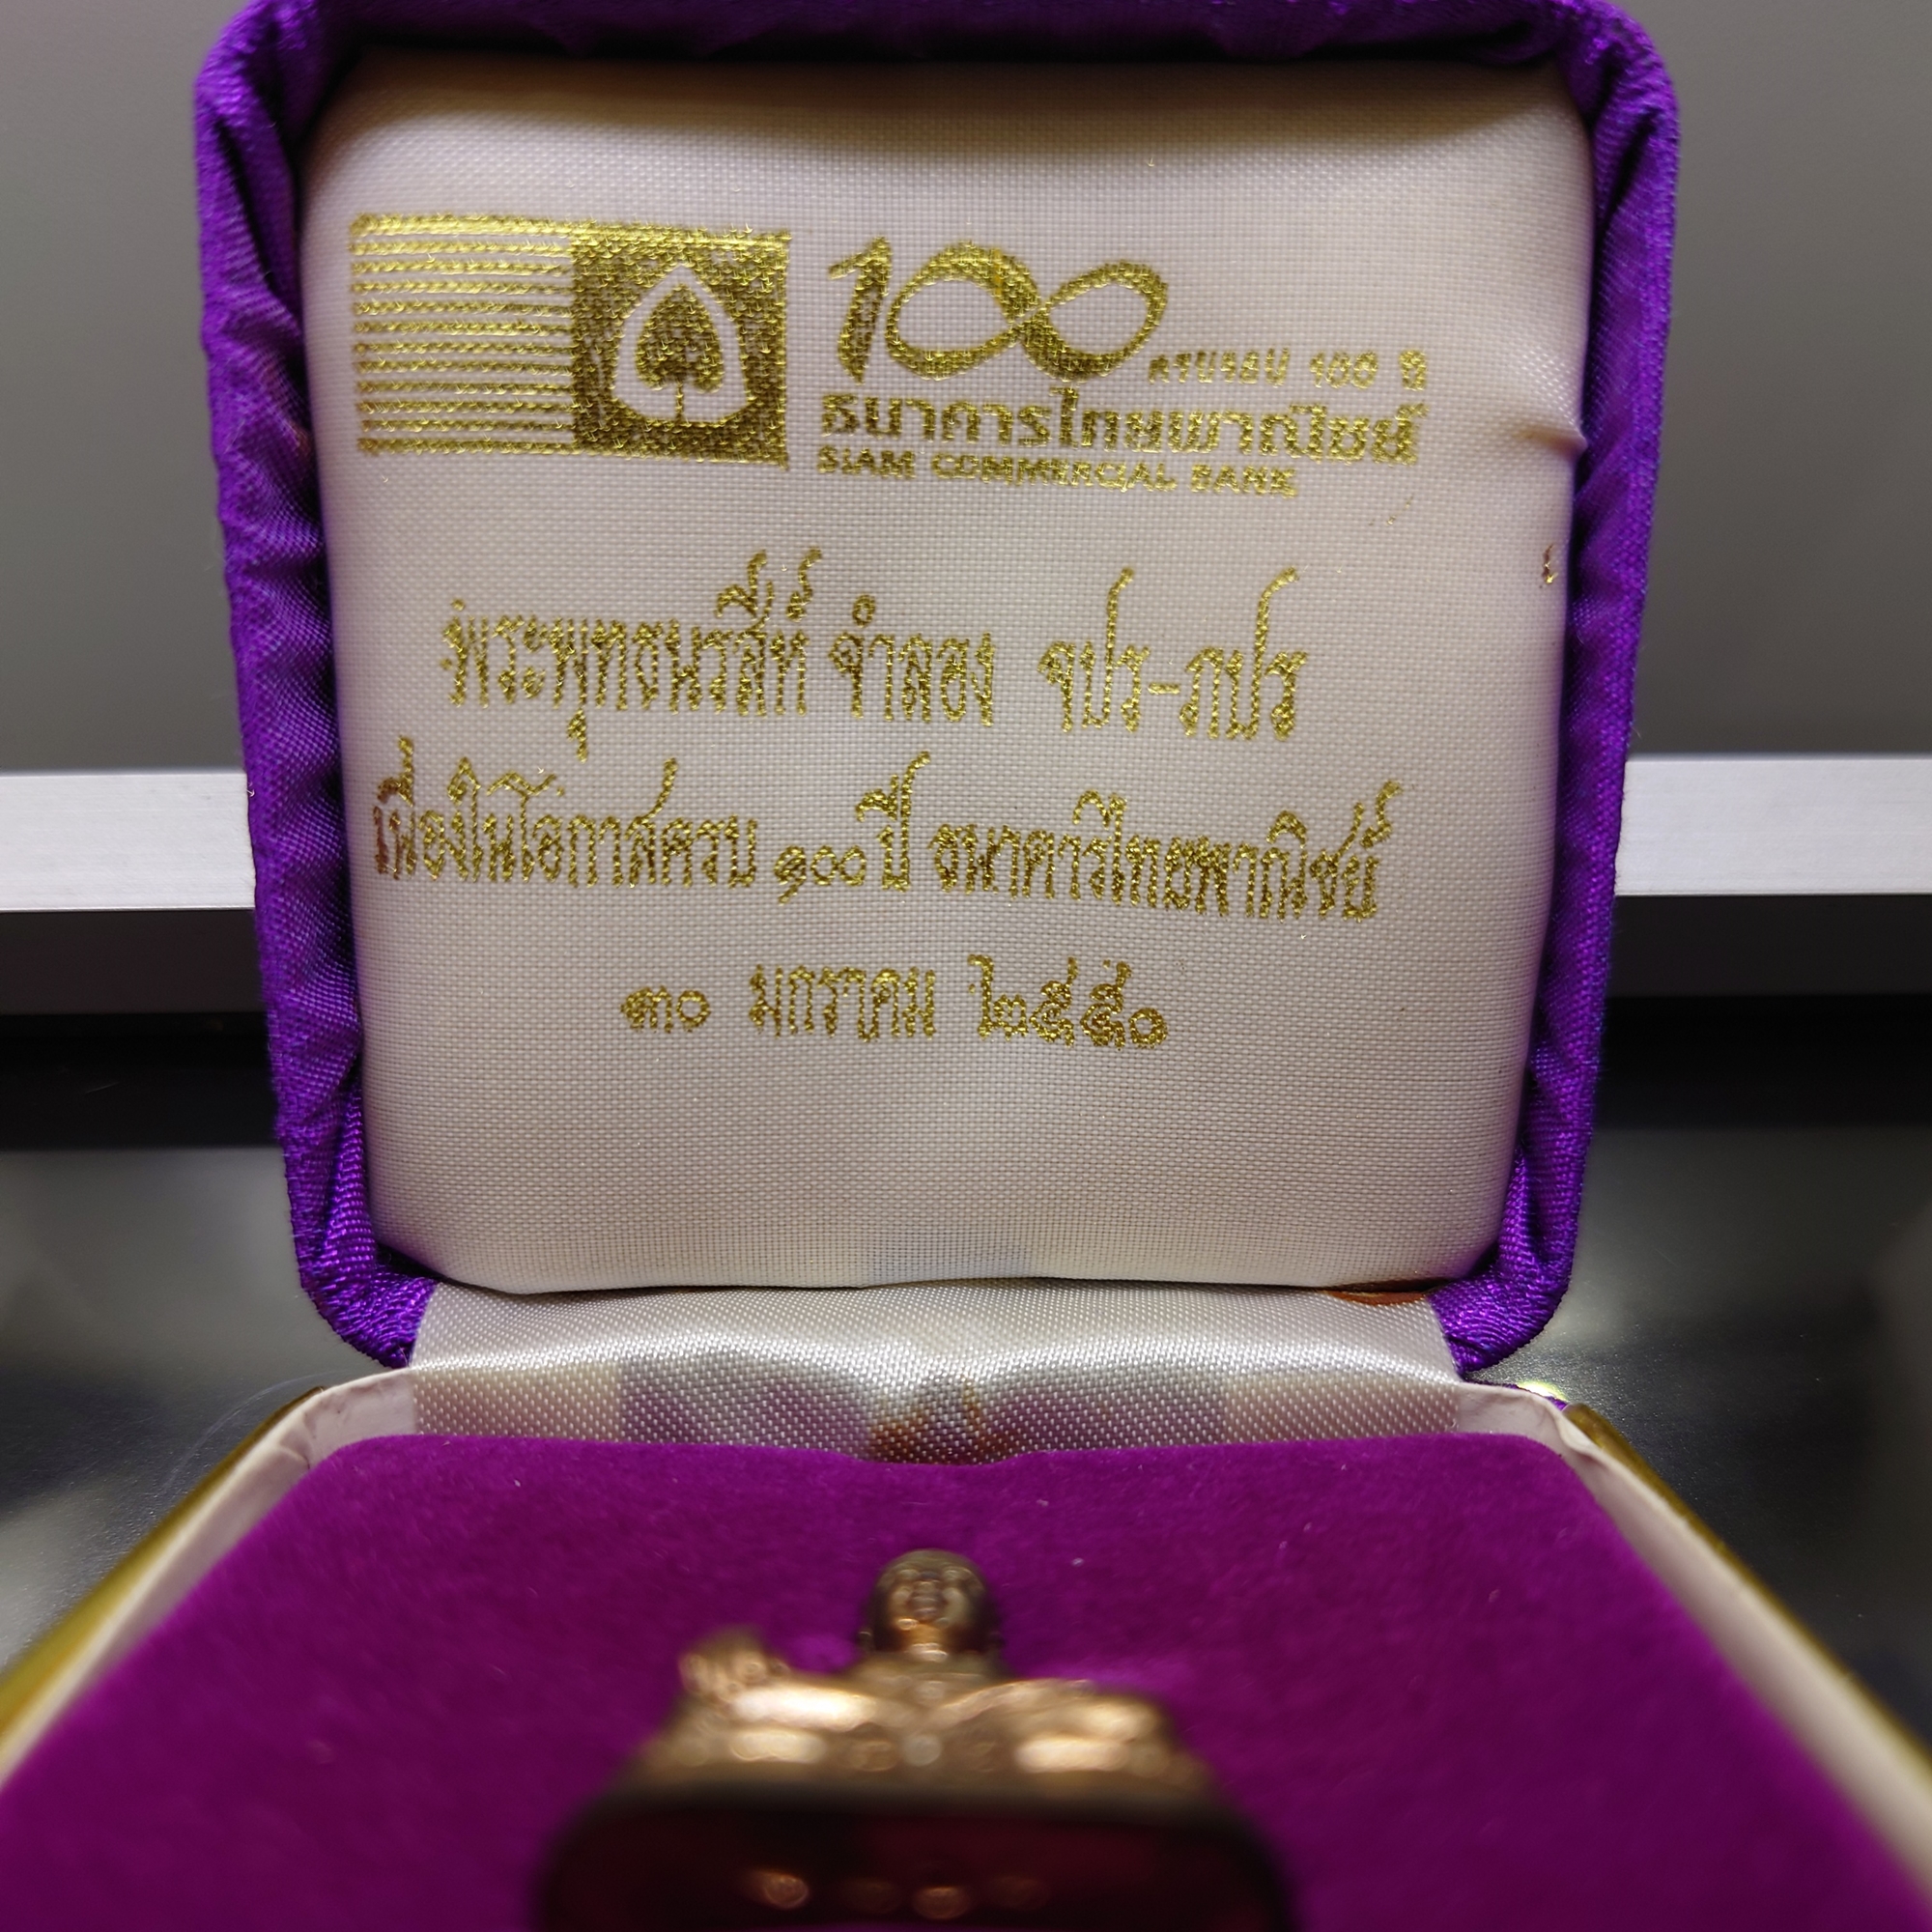 100 ครบรอบ 100 ปี
ธนาคารไทยพาณิชย์
SIAM COMMERCIAL BANK
พระพุทธนรสีห์ จำลอง จปร-ภปร
เนื่องในโอกาสครบ ๑๐๐ ปี ธนาคารไทยพาณิชย์
๓๐ มกราคม ๒๕๕๐